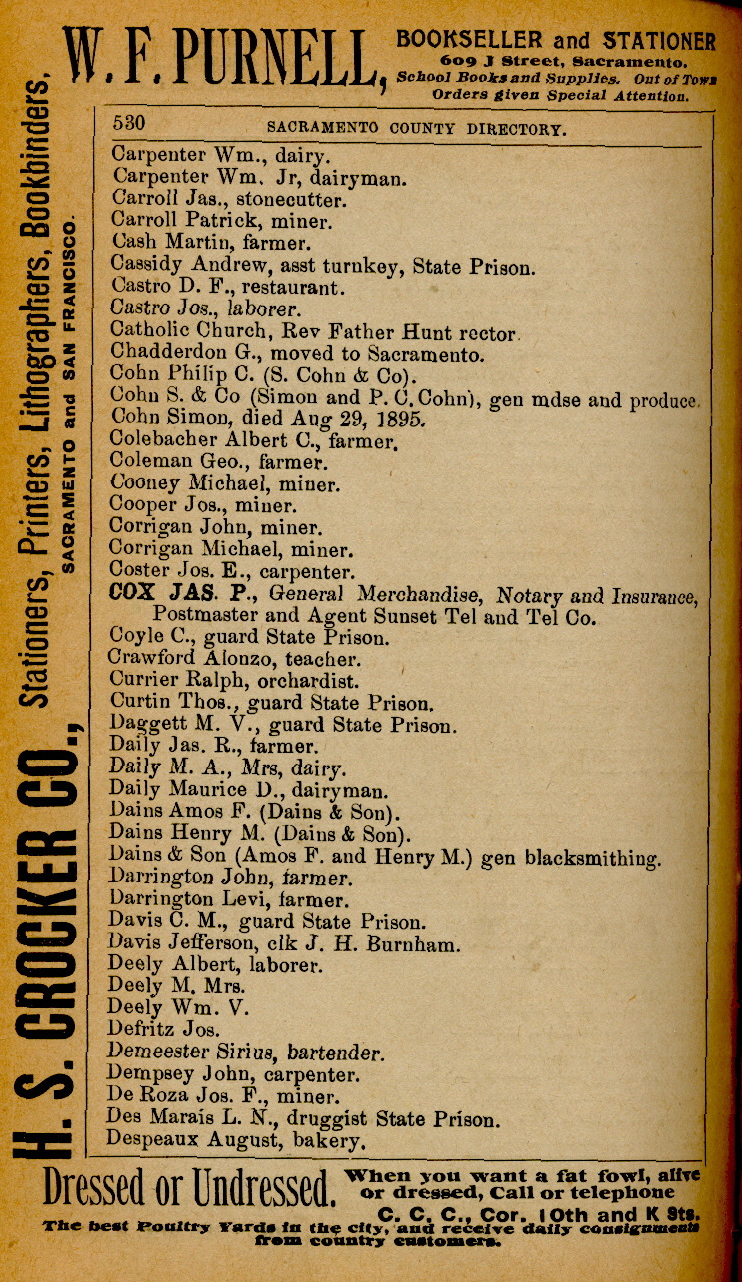 W. F. PURNELL,
BOOKSELLER and STATIONER
609 J Street, Sacramento.
School Books and Supplies. Out of Town
Orders given Special Attention.
530
SACRAMENTO COUNTY DIRECTORY.
Carpenter Wm., dairy.
Carpenter Wm. Jr, dairyman.
Carroll Jas., stonecutter.
Carroll Patrick, miner.
Cash Martin, farmer.
Cassidy Andrew, asst turnkey, State Prison.
Castro D. F., restaurant.
Castro Jos., laborer.
Catholic Church, Rev Father Hunt rector.
Chadderdon G., moved to Sacramento.
Cohn Philip C. (S. Cohn & Co).
Cohn S. & Co (Simon and P. C. Cohn), gen mdse and produce.
Cohn Simon, died Aug 29, 1895.
Colebacher Albert C., farmer.
Coleman Geo., farmer.
Cooney Michael, miner.
Cooper Jos., miner.
Corrigan John, miner.
Corrigan Michael, miner.
Coster Jos. E., carpenter.
COX JAS. P., General Merchandise, Notary and Insurance,
Postmaster and Agent Sunset Tel and Tel Co.
Coyle C., guard State Prison.
Crawford Alonzo, teacher.
Currier Ralph, orchardist.
Curtin Thos., guard State Prison.
Daggett M. V., guard State Prison.
Daily Jas. R., farmer.
Daily M. A., Mrs, dairy.
Daily Maurice D., dairyman.
Dains Amos F. (Dains & Son).
Dains Henry M. (Dains & Son).
Dains & Son (Amos F. and Henry M.) gen blacksmithing.
Darrington John, farmer.
Darrington Levi, farmer.
Davis C. M., guard State Prison.
Davis Jefferson, clk J. H. Burnham.
Deely Albert, laborer.
Deely M. Mrs.
Deely Wm. V.
Defritz Jos.
Demeester Sirius, bartender.
Dempsey John, carpenter.
De Roza Jos. F., miner.
Des Marais L. N., druggist State Prison.
Despeaux August, bakery.
H. S. CROCKER CO., Stationers, Printers, Lithographers, Bookbinders,
SACRAMENTO and SAN FRANCISCO.
Dressed or Undressed.
When you want a fat fowl, alive
or dressed, Call or telephone
C. C. C., Cor. 10th and K Sts.
The best Poultry Yards in the city, and receive daily consignments
from country customers.